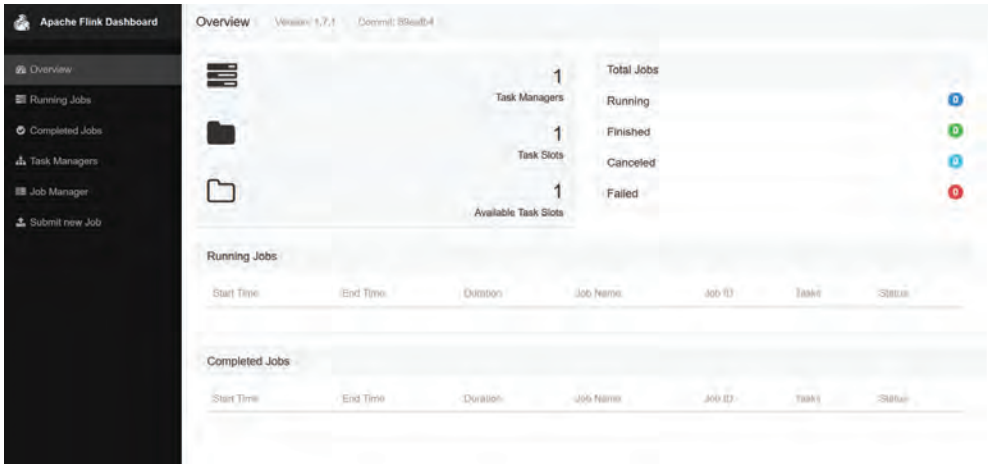 Apache Flink Dashboard
Overview
Running Jobs
Completed Jobs
Task Managers
Job Manager
Submit new Job
Overview Version: 1.7.1 Commit:
1
Task Managers
1
Task Slots
1
Available Task Slots
Total Jobs
Running 0
Finished 0
Canceled 0
Failed 0
Running Jobs
Start Time End Time Duration Job Name Job ID Tasks Status
Completed Jobs
Start Time End Time Duration Job Name Job ID Tasks Status